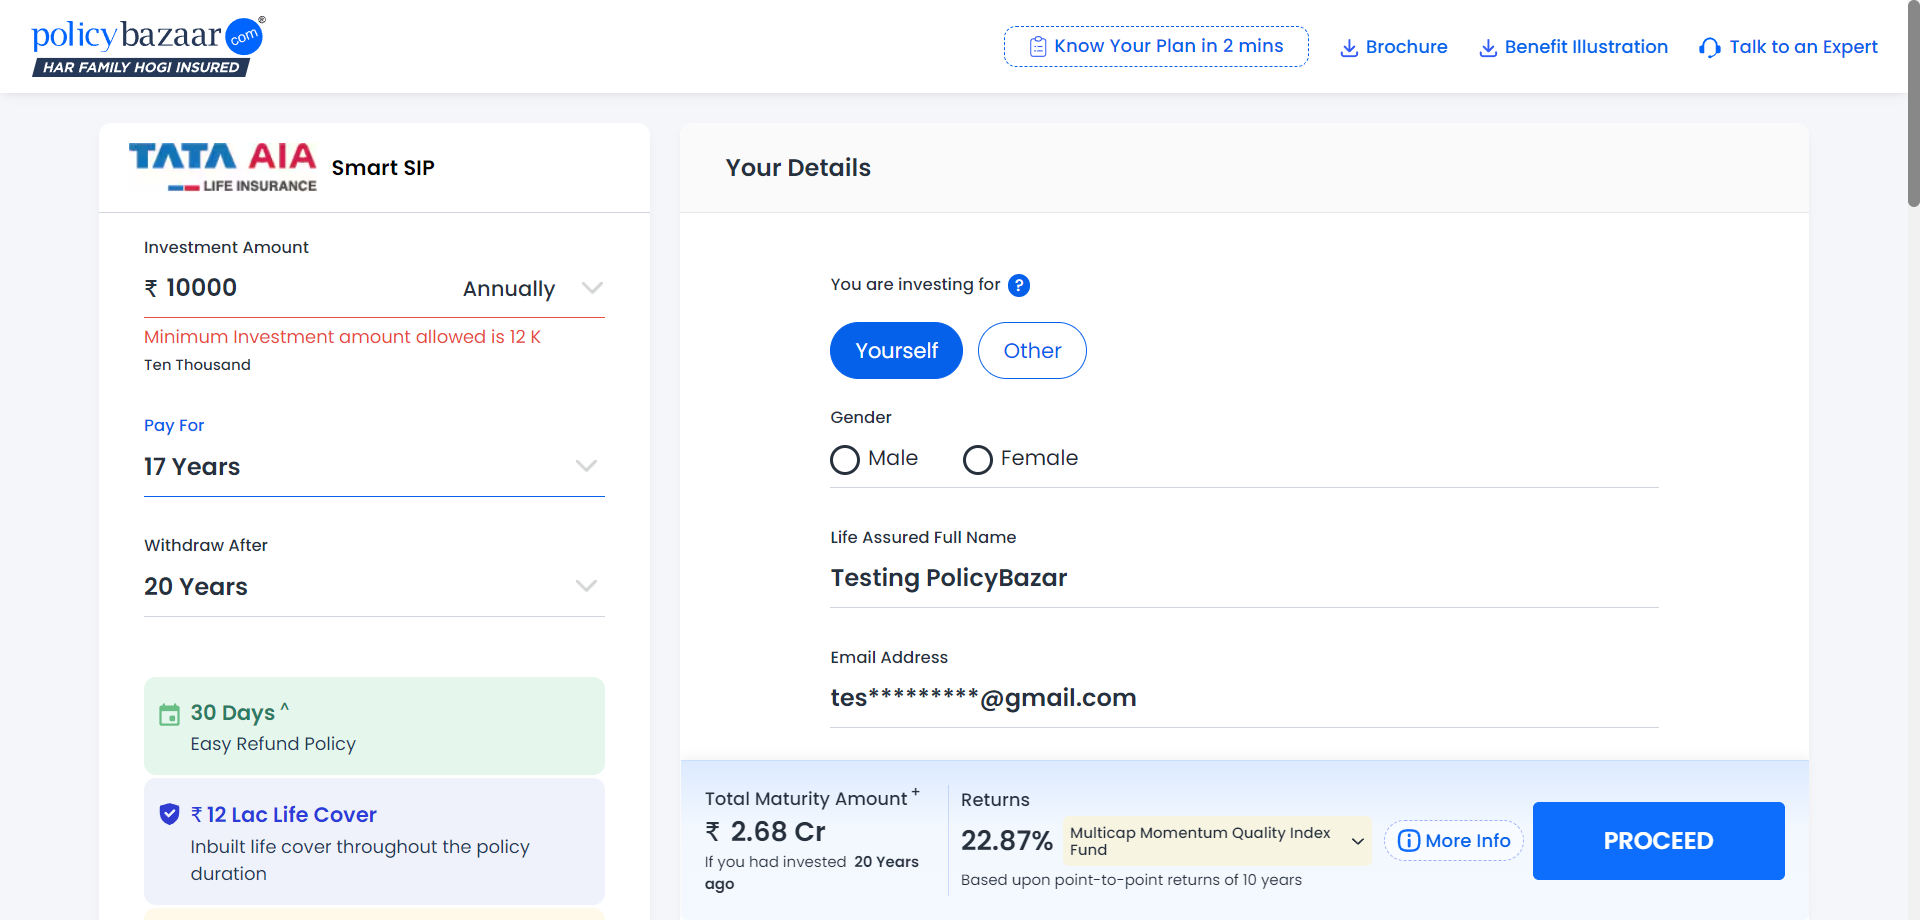 policybazaar.com®
HAR FAMILY HOGI INSURED
Know Your Plan in 2 mins
Brochure
Benefit Illustration
Talk to an Expert
TATA AIA
LIFE INSURANCE
Smart SIP
Investment Amount
₹ 10000
Annually
Minimum Investment amount allowed is 12 K
Ten Thousand
Pay For
17 Years
Withdraw After
20 Years
30 Days ^
Easy Refund Policy
₹ 12 Lac Life Cover
Inbuilt life cover throughout the policy
duration
Your Details
You are investing for ?
Yourself
Other
Gender
Male
Female
Life Assured Full Name
Testing PolicyBazar
Email Address
tes*********@gmail.com
Total Maturity Amount +
₹ 2.68 Cr
If you had invested 20 Years
ago
Returns
22.87%
Multicap Momentum Quality Index
Fund
Based upon point-to-point returns of 10 years
More Info
PROCEED